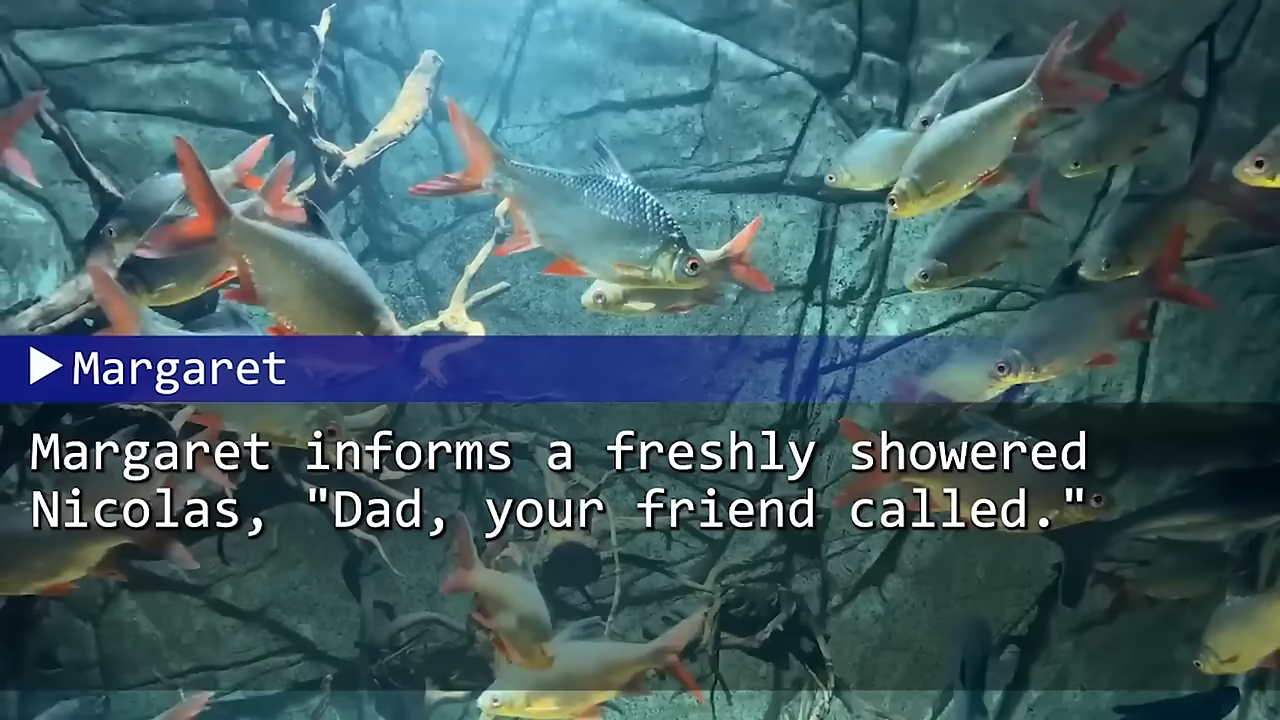 ▶Margaret
Margaret informs a freshly showered
Nicolas, "Dad, your friend called."